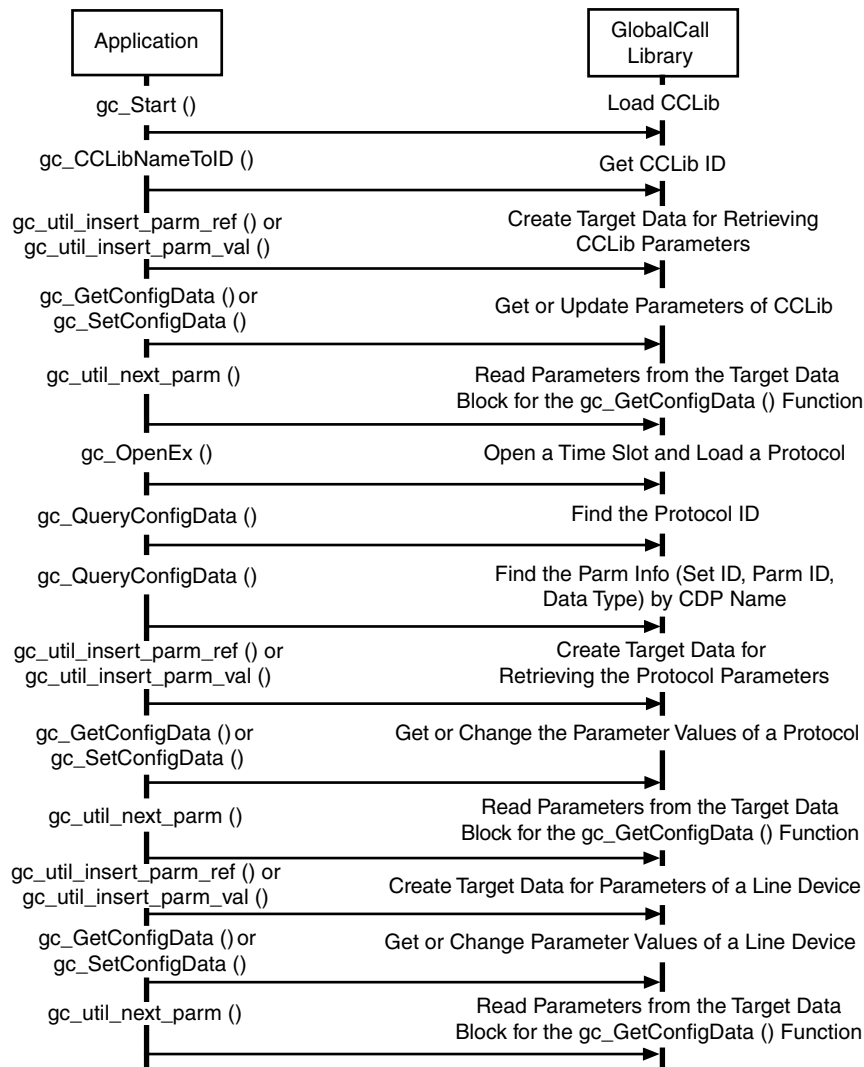 Application
GlobalCall
Library
gc_Start ()
Load CCLib
gc_CCLibNameToID ()
Get CCLib ID
gc_util_insert_parm_ref () or
gc_util_insert_parm_val ()
Create Target Data for Retrieving
CCLib Parameters
gc_GetConfigData () or
gc_SetConfigData ()
Get or Update Parameters of CCLib
gc_util_next_parm ()
Read Parameters from the Target Data
Block for the gc_GetConfigData () Function
gc_OpenEx ()
Open a Time Slot and Load a Protocol
gc_QueryConfigData ()
Find the Protocol ID
gc_QueryConfigData ()
Find the Parm Info (Set ID, Parm ID,
Data Type) by CDP Name
gc_util_insert_parm_ref () or
gc_util_insert_parm_val ()
Create Target Data for
Retrieving the Protocol Parameters
gc_GetConfigData () or
gc_SetConfigData ()
Get or Change the Parameter Values of a Protocol
gc_util_next_parm ()
Read Parameters from the Target Data
Block for the gc_GetConfigData () Function
gc_util_insert_parm_ref () or
gc_util_insert_parm_val ()
Create Target Data for Parameters of a Line Device
gc_GetConfigData () or
gc_SetConfigData ()
Get or Change Parameter Values of a Line Device
gc_util_next_parm ()
Read Parameters from the Target Data
Block for the gc_GetConfigData () Function